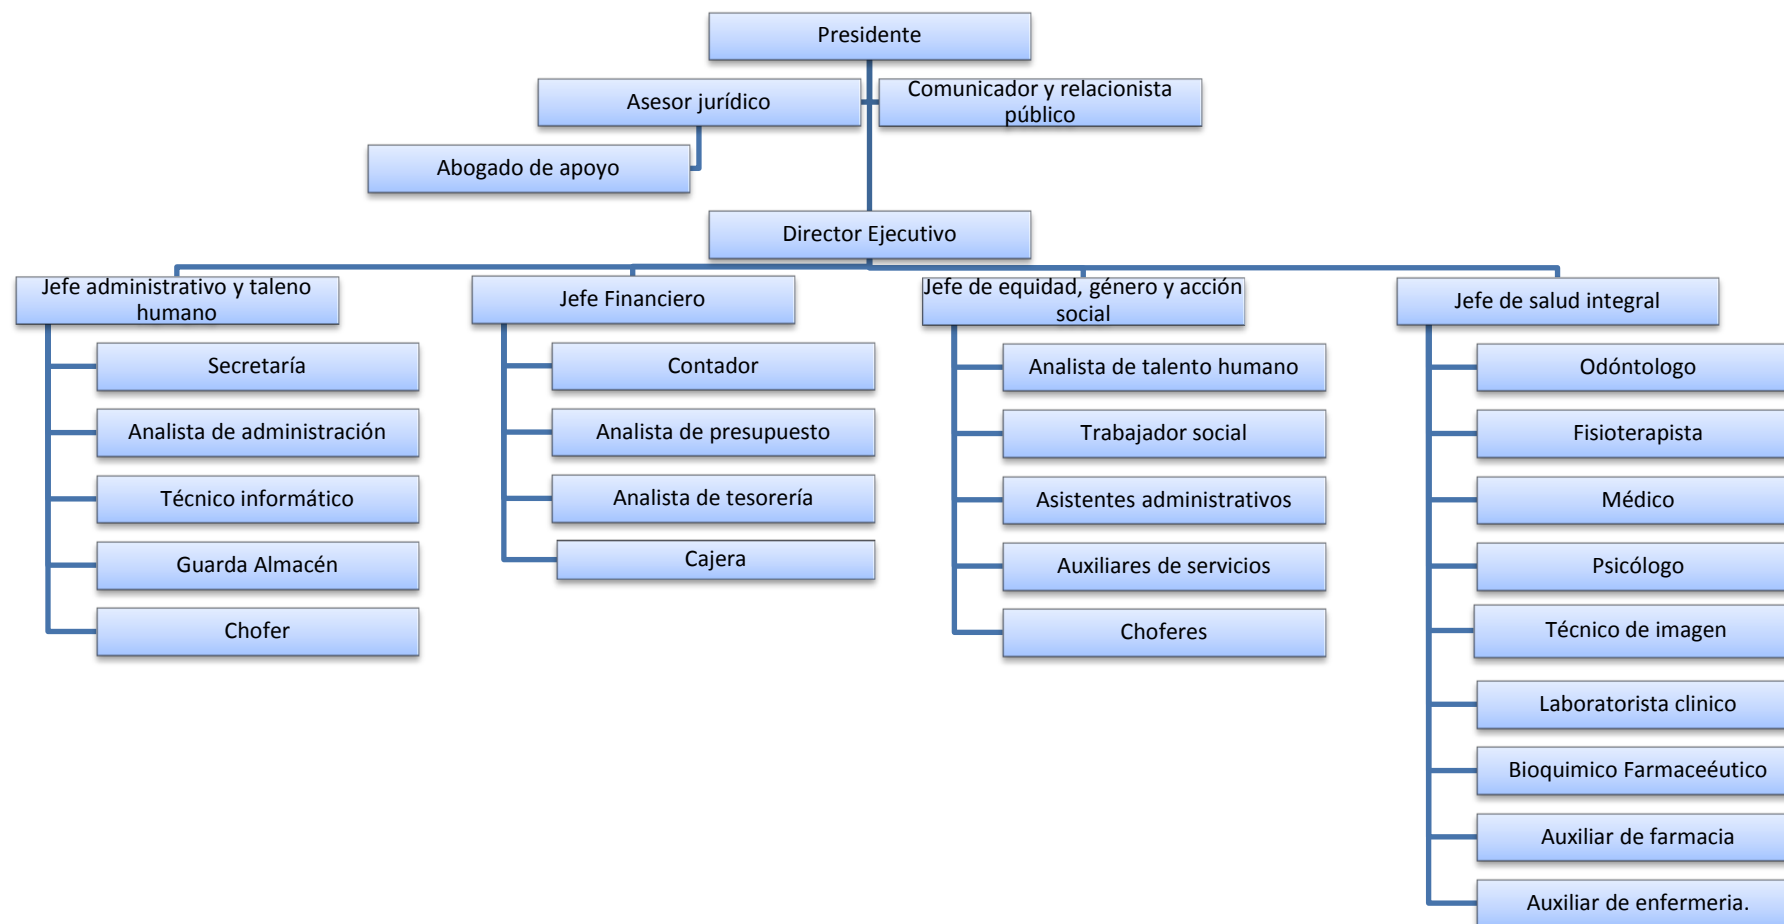 Presidente
Asesor jurídico
Comunicador y relacionista
público
Abogado de apoyo
Director Ejecutivo
Jefe administrativo y taleno
humano
Secretaría
Analista de administración
Técnico informático
Guarda Almacén
Chofer
Jefe Financiero
Contador
Analista de presupuesto
Analista de tesorería
Cajera
Jefe de equidad, género y acción
social
Analista de talento humano
Trabajador social
Asistentes administrativos
Auxiliares de servicios
Choferes
Jefe de salud integral
Odóntologo
Fisioterapista
Médico
Psicólogo
Técnico de imagen
Laboratorista clinico
Bioquimico Farmaceéutico
Auxiliar de farmacia
Auxiliar de enfermeria.